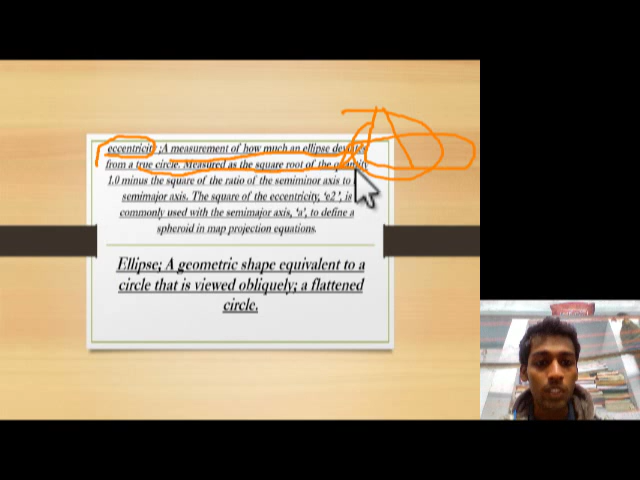 eccentricit ;A measurement of how much an ellipse deviates
from a true circle. Measured as the square root of the quantity
1.0 minus the square of the ratio of the semiminor axis to
semimajor axis. The square of the eccentricity, 'e2', is
commonly used with the semimajor axis, 'a', to define a
spheroid in map projection equations.
Ellipse; A geometric shape equivalent to a
circle that is viewed obliquely; a flattened
circle.